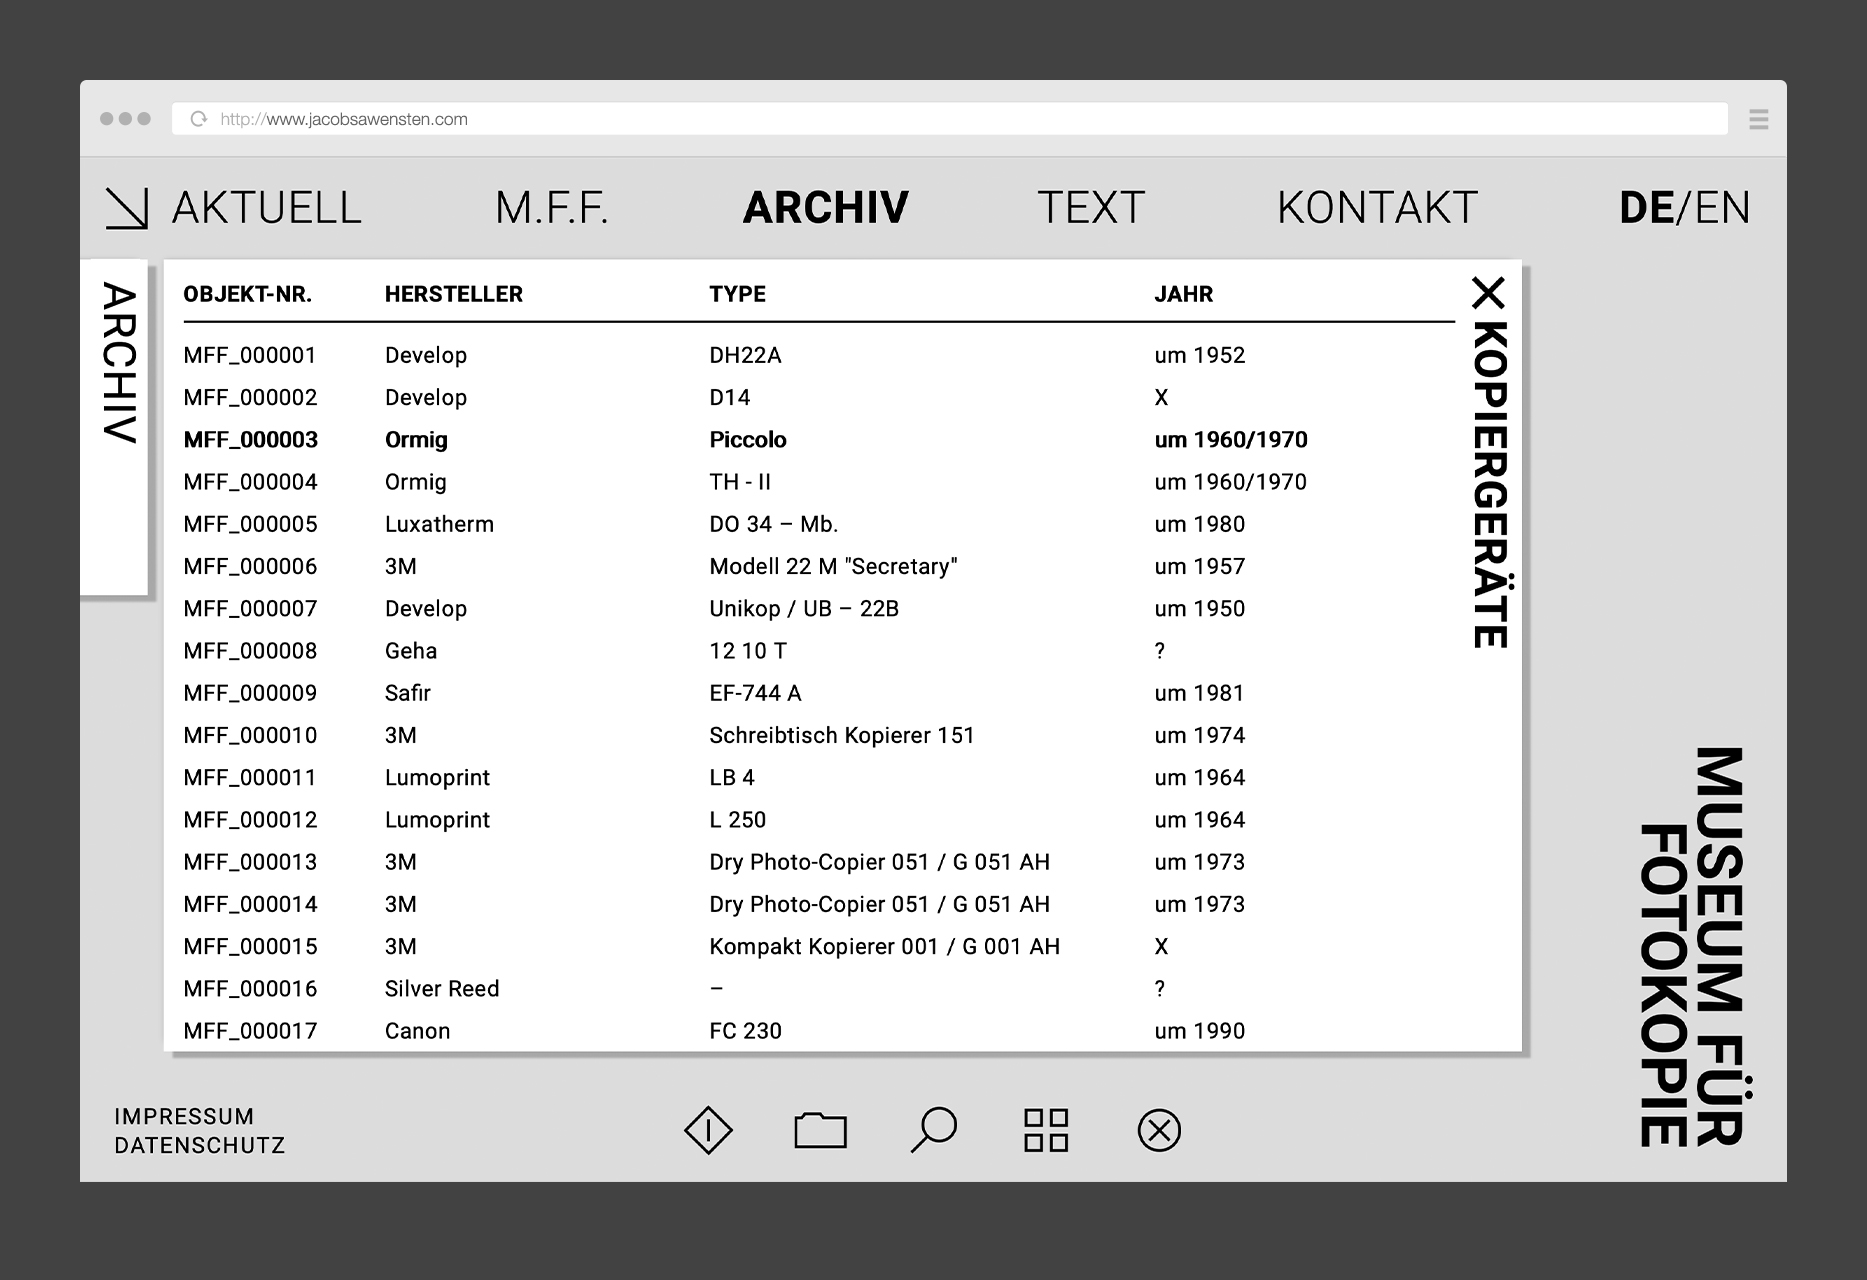 http://www.jacobsawensten.com
AKTUELL M.F.F. ARCHIV TEXT KONTAKT DE/EN
ARCHIV
OBJEKT-NR. HERSTELLER TYPE JAHR
MFF_000001 Develop DH22A um 1952
MFF_000002 Develop D14 X
MFF_000003 Ormig Piccolo um 1960/1970
MFF_000004 Ormig TH - II um 1960/1970
MFF_000005 Luxatherm DO 34 – Mb. um 1980
MFF_000006 3M Modell 22 M "Secretary" um 1957
MFF_000007 Develop Unikop / UB – 22B um 1950
MFF_000008 Geha 12 10 T ?
MFF_000009 Safir EF-744 A um 1981
MFF_000010 3M Schreibtisch Kopierer 151 um 1974
MFF_000011 Lumoprint LB 4 um 1964
MFF_000012 Lumoprint L 250 um 1964
MFF_000013 3M Dry Photo-Copier 051 / G 051 AH um 1973
MFF_000014 3M Dry Photo-Copier 051 / G 051 AH um 1973
MFF_000015 3M Kompakt Kopierer 001 / G 001 AH X
MFF_000016 Silver Reed – ?
MFF_000017 Canon FC 230 um 1990
KOPIERGERÄTE
MUSEUM FÜR
FOTOKOPIE
IMPRESSUM
DATENSCHUTZ